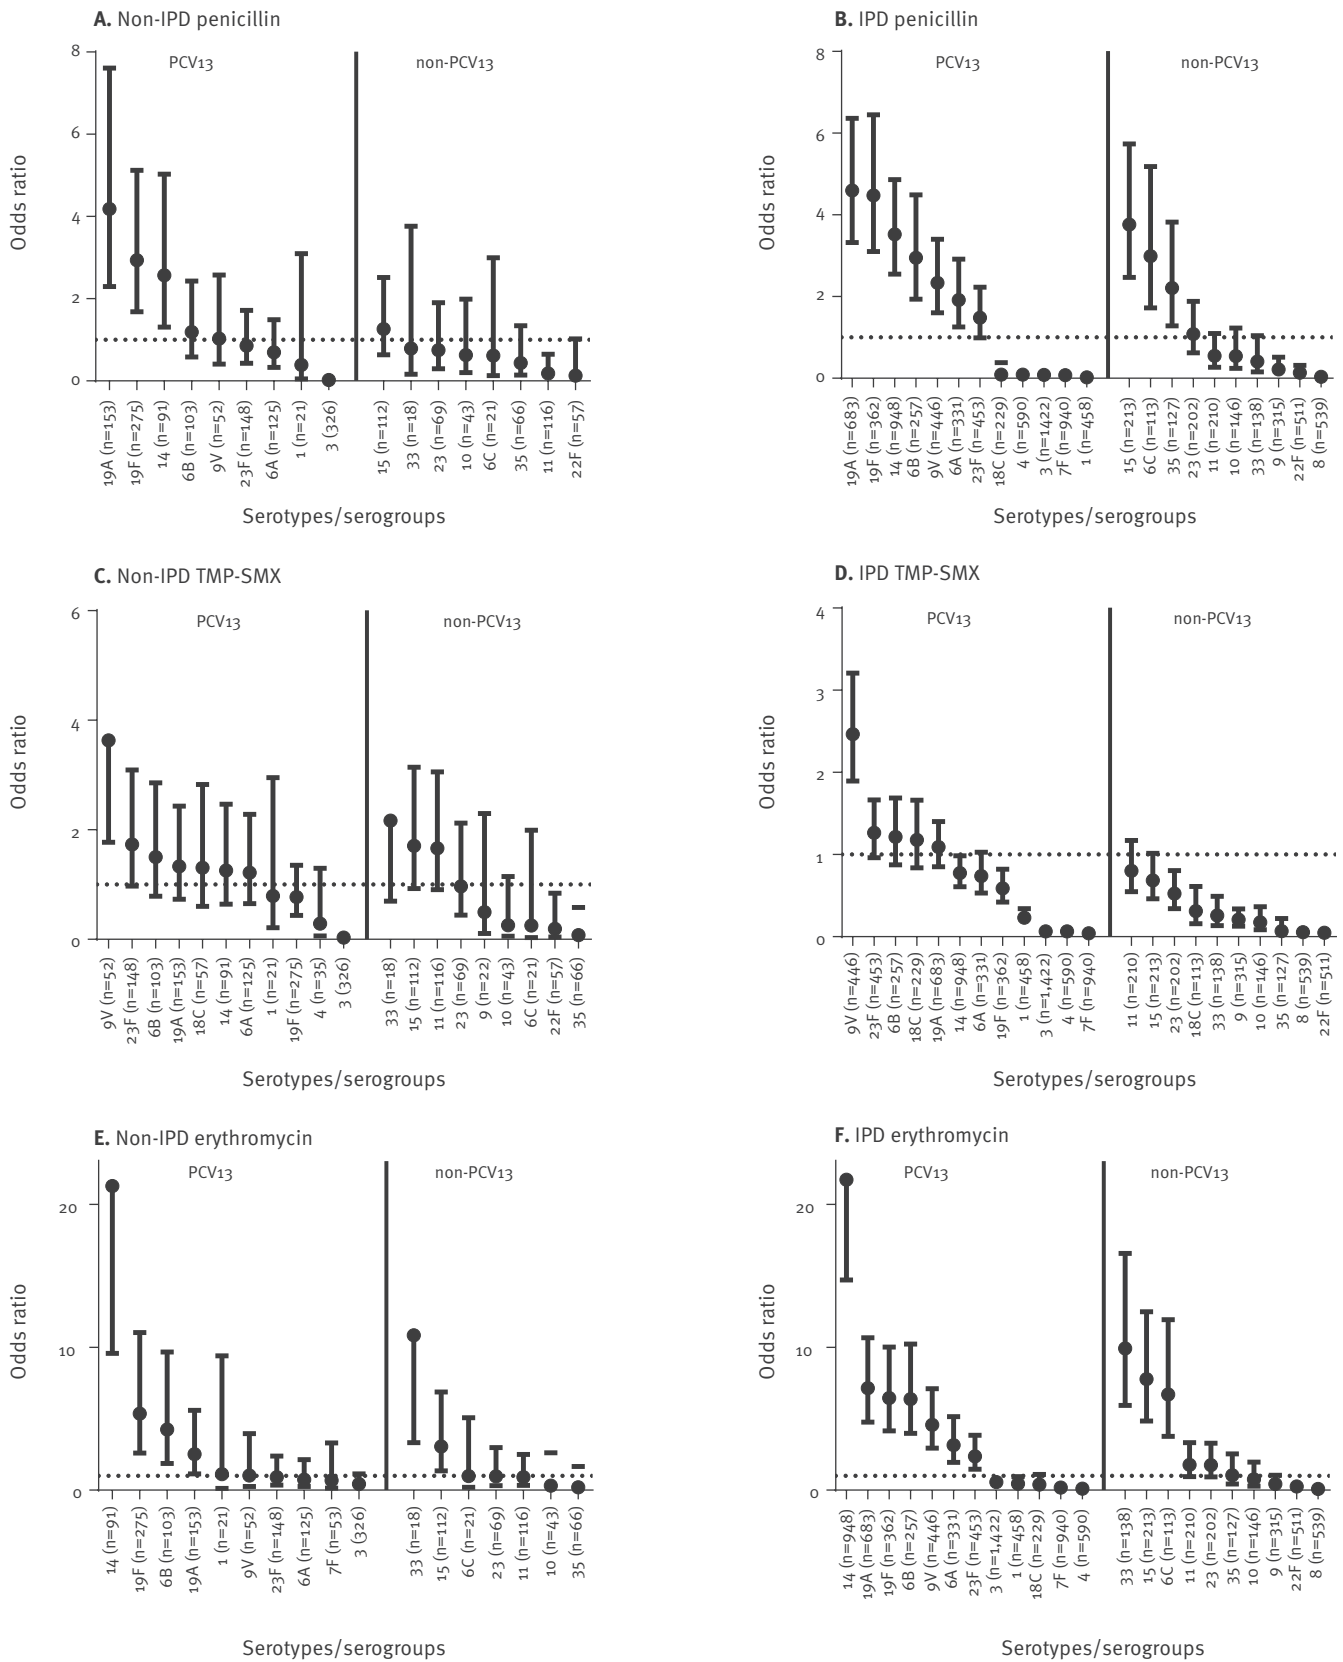 A. Non-IPD penicillin
PCV13
non-PCV13
Odds ratio
8
6
4
2
0
19A (n=153)
19F (n=275)
14 (n=91)
6B (n=103)
9V (n=52)
23F (n=148)
6A (n=125)
1 (n=21)
3 (326)
15 (n=112)
33 (n=18)
23 (n=69)
10 (n=43)
6C (n=21)
35 (n=66)
11 (n=116)
22F (n=57)
Serotypes/serogroups
B. IPD penicillin
PCV13
non-PCV13
Odds ratio
8
6
4
2
0
19A (n=683)
19F (n=362)
14 (n=948)
6B (n=257)
9V (n=446)
6A (n=331)
23F (n=453)
18C (n=229)
4 (n=590)
3 (n=1422)
7F (n=940)
1 (n=458)
15 (n=213)
6C (n=113)
35 (n=127)
23 (n=202)
11 (n=210)
10 (n=146)
33 (n=138)
9 (n=315)
22F (n=511)
8 (n=539)
Serotypes/serogroups
C. Non-IPD TMP-SMX
PCV13
non-PCV13
Odds ratio
6
4
2
0
9V (n=52)
23F (n=148)
6B (n=103)
19A (n=153)
18C (n=57)
14 (n=91)
6A (n=125)
1 (n=21)
19F (n=275)
4 (n=35)
3 (326)
33 (n=18)
15 (n=112)
11 (n=116)
23 (n=69)
9 (n=22)
10 (n=43)
6C (n=21)
22F (n=57)
35 (n=66)
Serotypes/serogroups
D. IPD TMP-SMX
PCV13
non-PCV13
Odds ratio
4
3
2
1
0
9V (n=446)
23F (n=453)
6B (n=257)
18C (n=229)
19A (n=683)
14 (n=948)
6A (n=331)
19F (n=362)
1 (n=458)
3 (n=1,422)
4 (n=590)
7F (n=940)
11 (n=210)
15 (n=213)
23 (n=202)
18C (n=113)
33 (n=138)
9 (n=315)
10 (n=146)
35 (n=127)
8 (n=539)
22F (n=511)
Serotypes/serogroups
E. Non-IPD erythromycin
PCV13
non-PCV13
Odds ratio
20
10
0
14 (n=91)
19F (n=275)
6B (n=103)
19A (n=153)
1 (n=21)
9V (n=52)
23F (n=148)
6A (n=125)
7F (n=53)
3 (326)
33 (n=18)
15 (n=112)
6C (n=21)
23 (n=69)
11 (n=116)
10 (n=43)
35 (n=66)
Serotypes/serogroups
F. IPD erythromycin
PCV13
non-PCV13
Odds ratio
20
10
0
14 (n=948)
19A (n=683)
19F (n=362)
6B (n=257)
9V (n=446)
6A (n=331)
23F (n=453)
3 (n=1,422)
1 (n=458)
18C (n=229)
7F (n=940)
4 (n=590)
33 (n=138)
15 (n=213)
6C (n=113)
11 (n=210)
23 (n=202)
35 (n=127)
10 (n=146)
9 (n=315)
22F (n=511)
8 (n=539)
Serotypes/serogroups